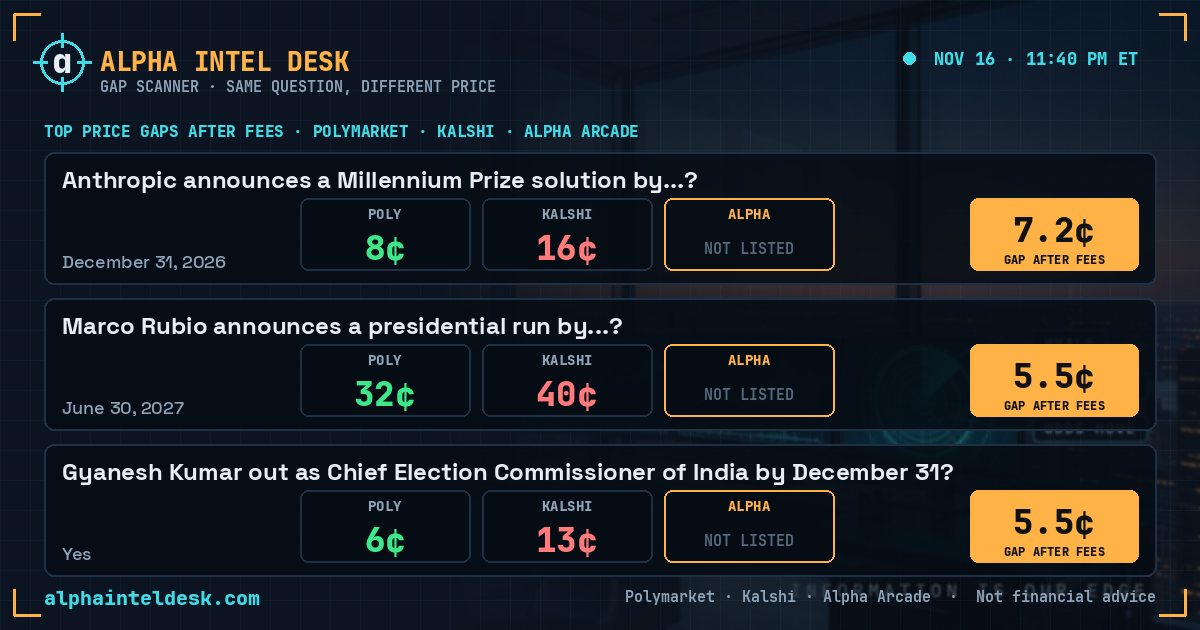 α
ALPHA INTEL DESK
GAP SCANNER · SAME QUESTION, DIFFERENT PRICE
NOV 16 · 11:40 PM ET
TOP PRICE GAPS AFTER FEES · POLYMARKET · KALSHI · ALPHA ARCADE
Anthropic announces a Millennium Prize solution by...?
December 31, 2026
POLY
8¢
KALSHI
16¢
ALPHA
NOT LISTED
7.2¢
GAP AFTER FEES
Marco Rubio announces a presidential run by...?
June 30, 2027
POLY
32¢
KALSHI
40¢
ALPHA
NOT LISTED
5.5¢
GAP AFTER FEES
Gyanesh Kumar out as Chief Election Commissioner of India by December 31?
Yes
POLY
6¢
KALSHI
13¢
ALPHA
NOT LISTED
5.5¢
GAP AFTER FEES
INFORMATION IS OUR EDGE
alphainteldesk.com
Polymarket · Kalshi · Alpha Arcade · Not financial advice